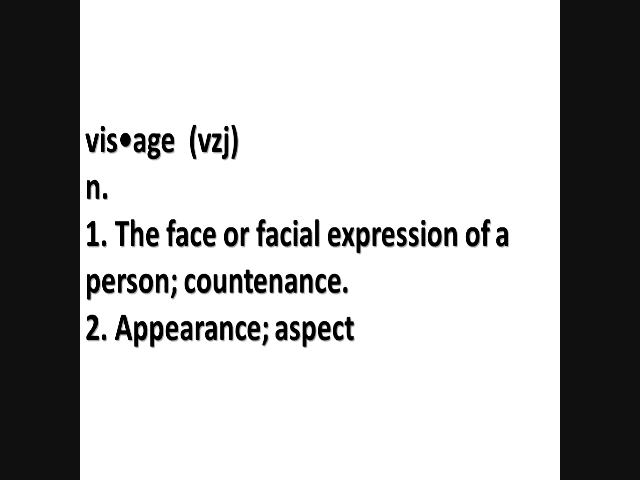 vis•age (vzj)
n.
1. The face or facial expression of a
person; countenance.
2. Appearance; aspect